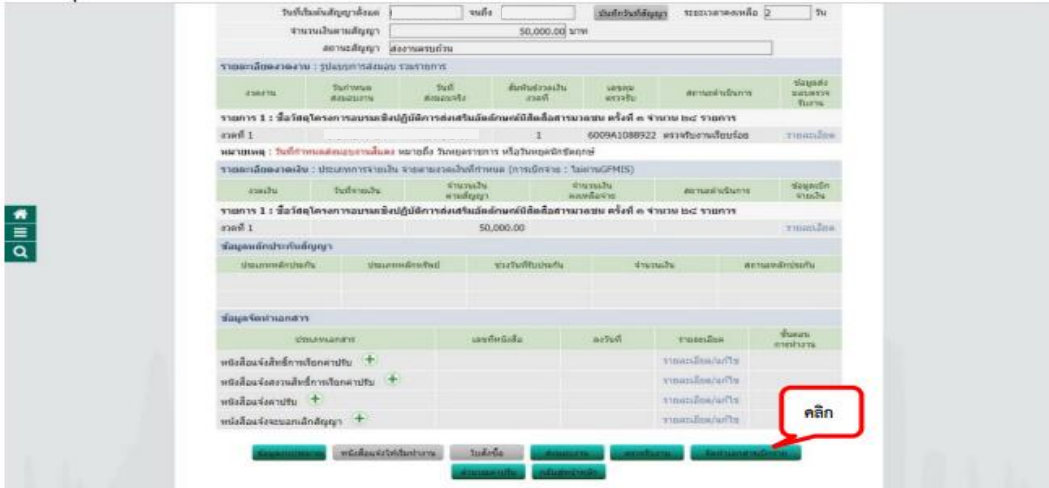 วันที่เริ่มต้นสัญญาตั้งแต่ จนถึง บันทึกวันที่สัญญา ระยะเวลาคงเหลือ 2 วัน
จำนวนเงินตามสัญญา 50,000.00 บาท
สถานะสัญญา ส่งงานครบถ้วน
รายละเอียดงวดงาน : รูปแบบการส่งมอบ รวมรายการ
งวดงาน วันกำหนดส่งมอบงาน วันที่ส่งมอบจริง สัมพันธ์งวดเงินงวดที่ เลขคุมตรวจรับ สถานะดำเนินการ ข้อมูลส่งมอบตรวจรับงาน
รายการ 1 : ซื้อวัสดุโครงการอบรมเชิงปฏิบัติการส่งเสริมอัตลักษณ์มีสื่อสารมวลชน ครั้งที่ ๓ จำนวน ๒๔ รายการ
งวดที่ 1 1 6009A1088922 ตรวจรับงานเรียบร้อย รายละเอียด
หมายเหตุ : วันที่กำหนดส่งมอบงานสีแดง หมายถึง วันหยุดราชการ หรือวันหยุดนักขัตฤกษ์
รายละเอียดงวดเงิน : ประเภทการจ่ายเงิน จ่ายตามงวดเงินที่กำหนด (การเบิกจ่าย : ไม่ผ่านGFMIS)
งวดเงิน วันที่จ่ายเงิน จำนวนเงินตามสัญญา จำนวนเงินคงเหลือจ่าย สถานะดำเนินการ ข้อมูลเบิกจ่ายเงิน
รายการ 1 : ซื้อวัสดุโครงการอบรมเชิงปฏิบัติการส่งเสริมอัตลักษณ์มีสื่อสารมวลชน ครั้งที่ ๓ จำนวน ๒๔ รายการ
งวดที่ 1 50,000.00 รายละเอียด
ข้อมูลหลักประกันสัญญา
ประเภทหลักประกัน ประเภทหลักทรัพย์ ช่วงวันที่รับประกัน จำนวนเงิน สถานะหลักประกัน
ข้อมูลจัดทำเอกสาร
ประเภทเอกสาร เลขที่หนังสือ ลงวันที่ รายละเอียด ขั้นตอนการทำงาน
หนังสือแจ้งสิทธิ์การเรียกค่าปรับ รายละเอียด/แก้ไข
หนังสือแจ้งสงวนสิทธิ์การเรียกค่าปรับ รายละเอียด/แก้ไข
หนังสือแจ้งค่าปรับ รายละเอียด/แก้ไข
หนังสือแจ้งจะบอกเลิกสัญญา รายละเอียด/แก้ไข
คลิก
หนังสือแจ้งให้เริ่มทำงาน ใบสั่งซื้อ ส่งมอบงาน ตรวจรับงาน จัดทำเอกสารเบิกจ่าย
คำนวณค่าปรับ กลับสู่หน้าหลัก